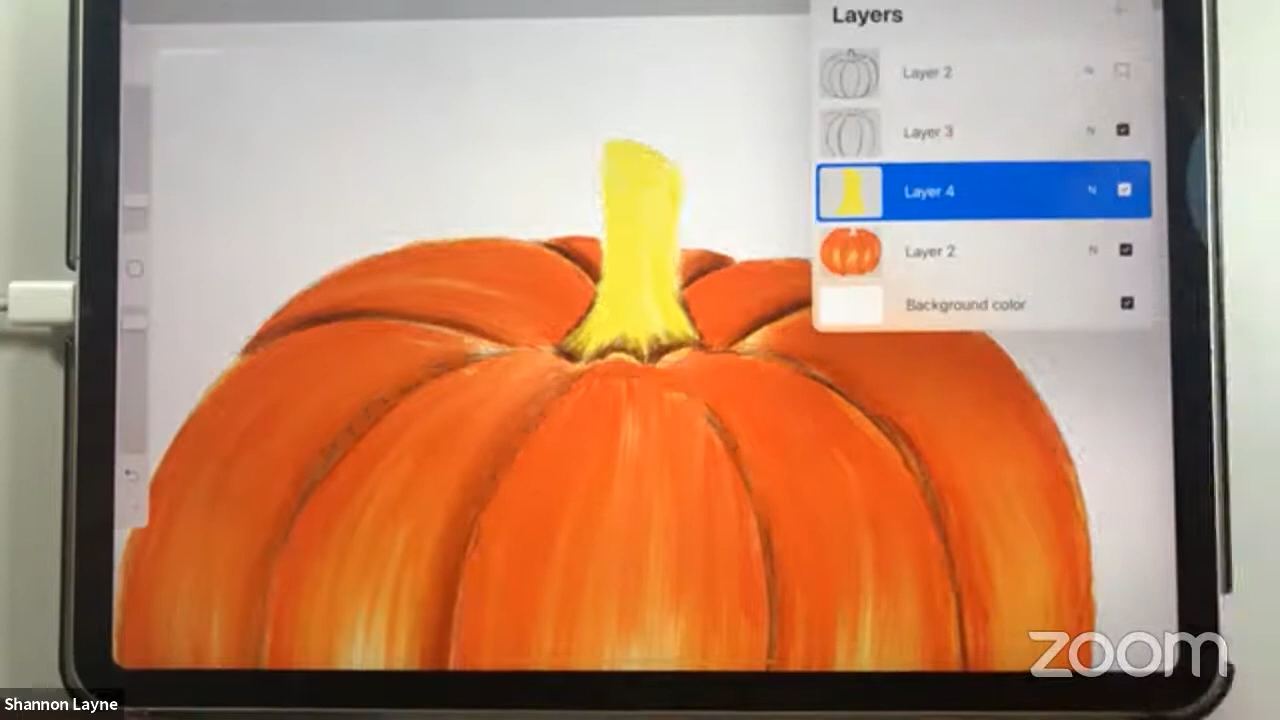 Layers
Layer 2 N
Layer 3 N
Layer 4 N
Layer 2 N
Background color
zoom
Shannon Layne